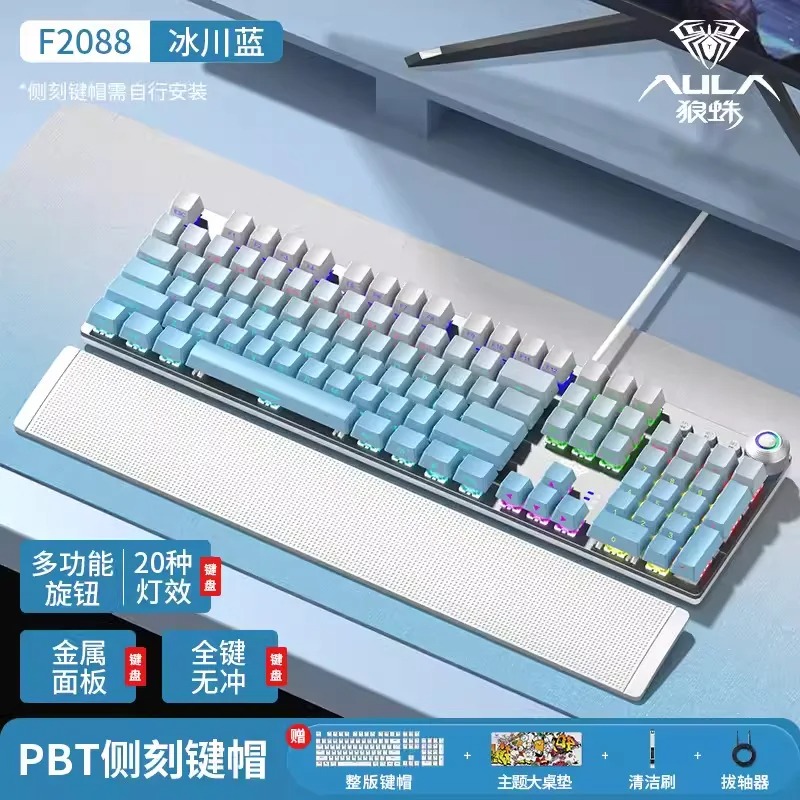 F2088 冰川蓝
*侧刻键帽需自行安装
AULA
狼蛛
多功能
旋钮
20种
灯效
键盘
金属
面板
键盘
全键
无冲
键盘
PBT侧刻键帽
赠
整版键帽 + 主题大桌垫 + 清洁刷 + 拔轴器